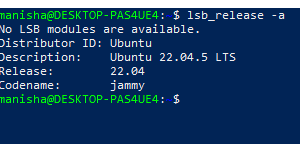 manisha@DESKTOP-PAS4UE4: $ lsb_release -a
No LSB modules are available.
Distributor ID: Ubuntu
Description:    Ubuntu 22.04.5 LTS
Release:        22.04
Codename:       jammy
manisha@DESKTOP-PAS4UE4: $